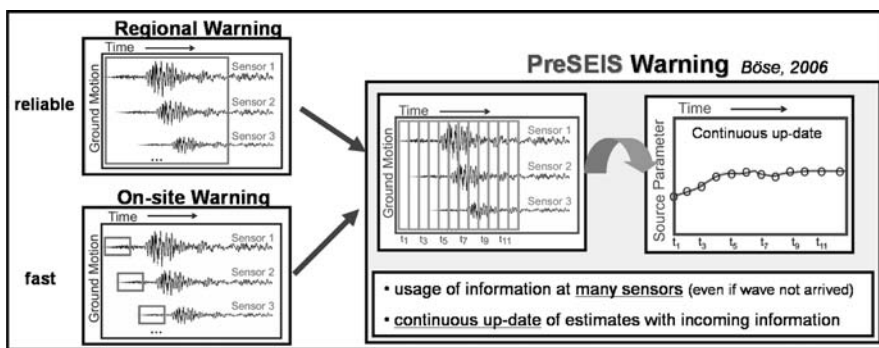 Regional Warning
Time
reliable
Ground Motion
Sensor 1
Sensor 2
Sensor 3
...
On-site Warning
Time
fast
Ground Motion
Sensor 1
Sensor 2
Sensor 3
...
PreSEIS Warning Böse, 2006
Time
Ground Motion
Sensor 1
Sensor 2
Sensor 3
t1 t3 t5 t7 t9 t11
Time
Continuous up-date
Source Parameter
t1 t3 t5 t7 t9 t11
• usage of information at many sensors (even if wave not arrived)
• continuous up-date of estimates with incoming information